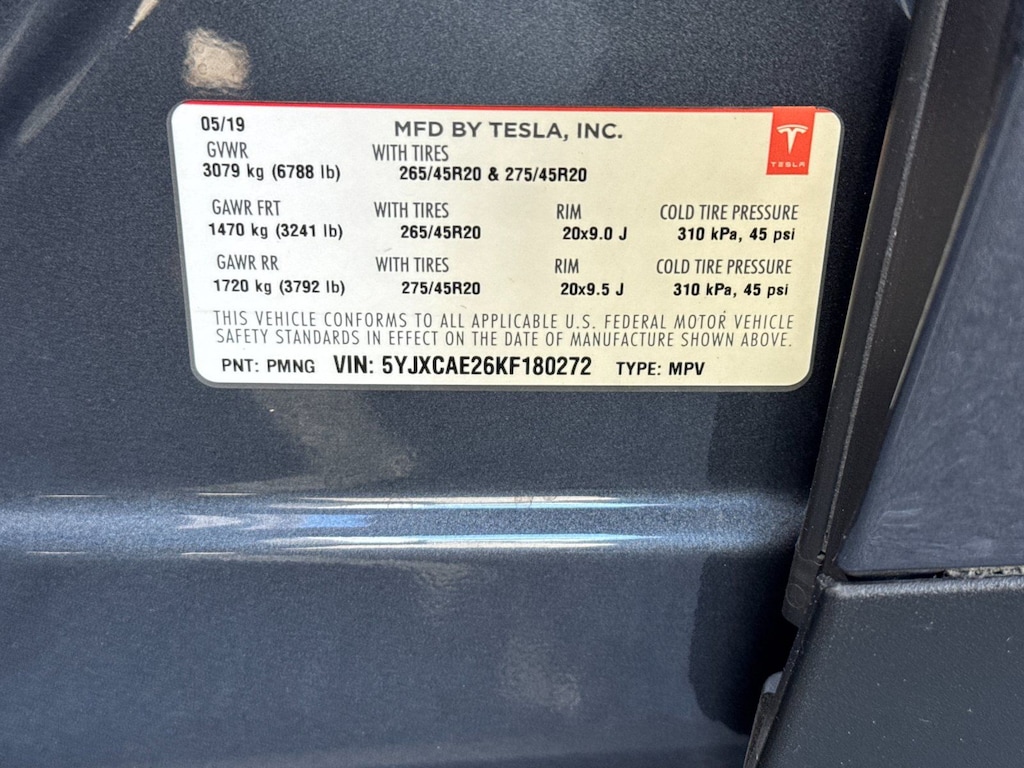 05/19 MFD BY TESLA, INC.
TESLA
GVWR WITH TIRES
3079 kg (6788 lb) 265/45R20 & 275/45R20
GAWR FRT WITH TIRES RIM COLD TIRE PRESSURE
1470 kg (3241 lb) 265/45R20 20x9.0 J 310 kPa, 45 psi
GAWR RR WITH TIRES RIM COLD TIRE PRESSURE
1720 kg (3792 lb) 275/45R20 20x9.5 J 310 kPa, 45 psi
THIS VEHICLE CONFORMS TO ALL APPLICABLE U.S. FEDERAL MOTOR VEHICLE
SAFETY STANDARDS IN EFFECT ON THE DATE OF MANUFACTURE SHOWN ABOVE.
PNT: PMNG VIN: 5YJXCAE26KF180272 TYPE: MPV